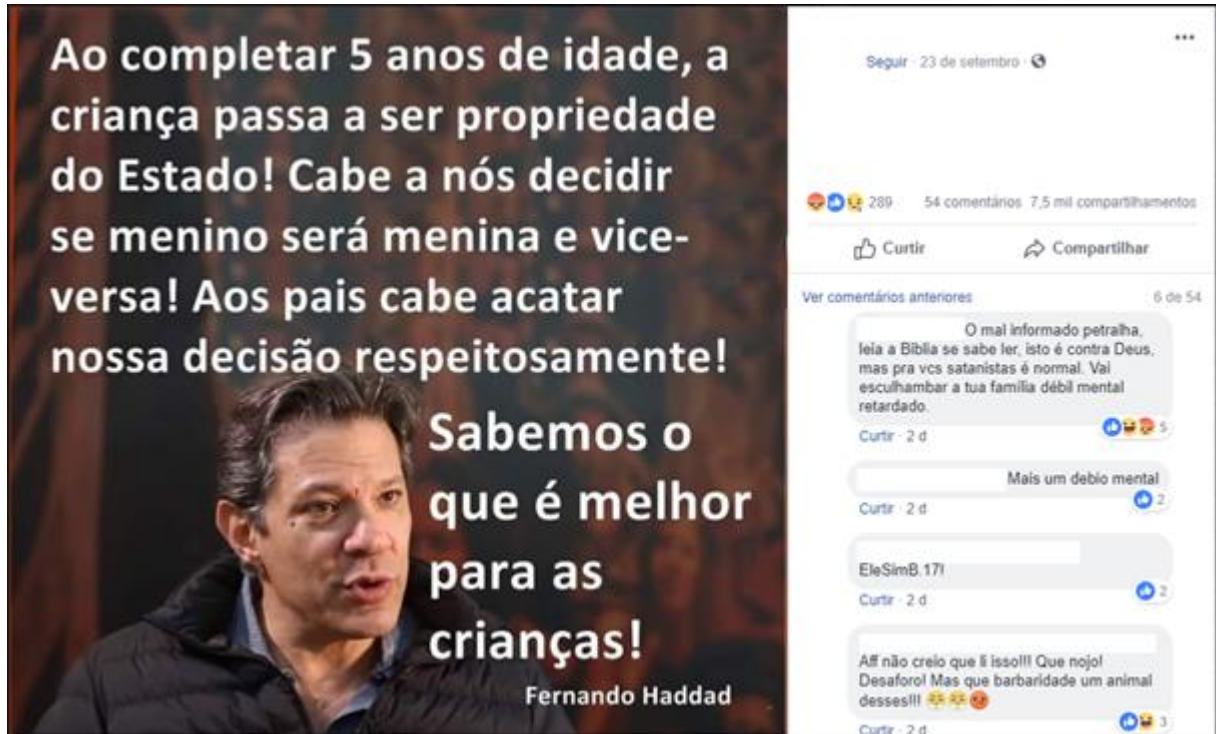 Ao completar 5 anos de idade, a
criança passa a ser propriedade
do Estado! Cabe a nós decidir
se menino será menina e vice-
versa! Aos pais cabe acatar
nossa decisão respeitosamente!
Sabemos o
que é melhor
para as
crianças!
Fernando Haddad
Seguir · 23 de setembro ·
289 54 comentários 7,5 mil compartilhamentos
Curtir Compartilhar
Ver comentários anteriores 6 de 54
O mal informado petralha,
leia a Bíblia se sabe ler, isto é contra Deus,
mas pra vcs satanistas é normal. Vai
esculhambar a tua família débil mental
retardado.
5
Curtir · 2 d
Mais um debio mental
2
Curtir · 2 d
EleSimB.17!
2
Curtir · 2 d
Aff não creio que li isso!!! Que nojo!
Desaforo! Mas que barbaridade um animal
desses!!! 😤😤😡
3
Curtir · 2 d